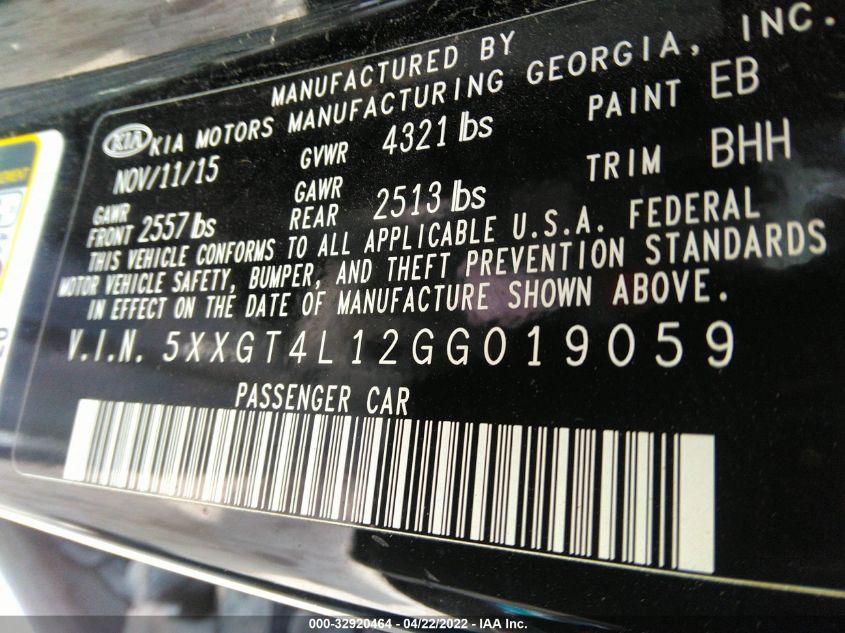 MANUFACTURED BY
KIA KIA MOTORS MANUFACTURING GEORGIA, INC.
NOV/11/15 GVWR 4321 lbs PAINT EB
GAWR FRONT 2557 lbs GAWR REAR 2513 lbs TRIM BHH
THIS VEHICLE CONFORMS TO ALL APPLICABLE U.S.A. FEDERAL
MOTOR VEHICLE SAFETY, BUMPER, AND THEFT PREVENTION STANDARDS
IN EFFECT ON THE DATE OF MANUFACTURE SHOWN ABOVE.
V.I.N. 5XXGT4L12GG019059
PASSENGER CAR
000-32920464 - 04/22/2022 - IAA Inc.